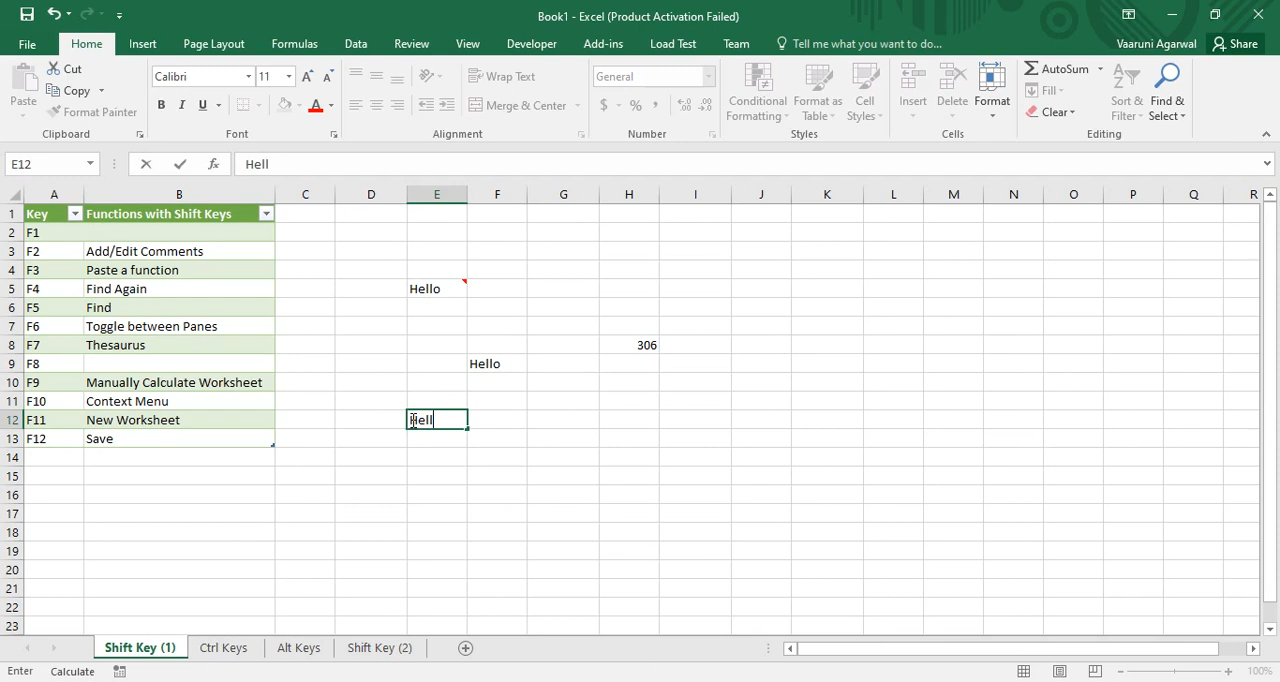 Book1 - Excel (Product Activation Failed)
File Home Insert Page Layout Formulas Data Review View Developer Add-ins Load Test Team Tell me what you want to do... Vaaruni Agarwal Share
Paste Cut Copy Format Painter Clipboard
Calibri 11 A A B I U A Font
Wrap Text Merge & Center Alignment
General $ % , .0 .00 .00 .0 Number
Conditional Formatting Format as Table Cell Styles Styles
Insert Delete Format Cells
AutoSum Fill Clear Sort & Filter Find & Select Editing
E12 fx Hell
A B C D E F G H I J K L M N O P Q R
1 Key Functions with Shift Keys
2 F1
3 F2 Add/Edit Comments
4 F3 Paste a function
5 F4 Find Again Hello
6 F5 Find
7 F6 Toggle between Panes
8 F7 Thesaurus 306
9 F8 Hello
10 F9 Manually Calculate Worksheet
11 F10 Context Menu
12 F11 New Worksheet Hell
13 F12 Save
14
15
16
17
18
19
20
21
22
23
Shift Key (1) Ctrl Keys Alt Keys Shift Key (2)
Enter Calculate 100%